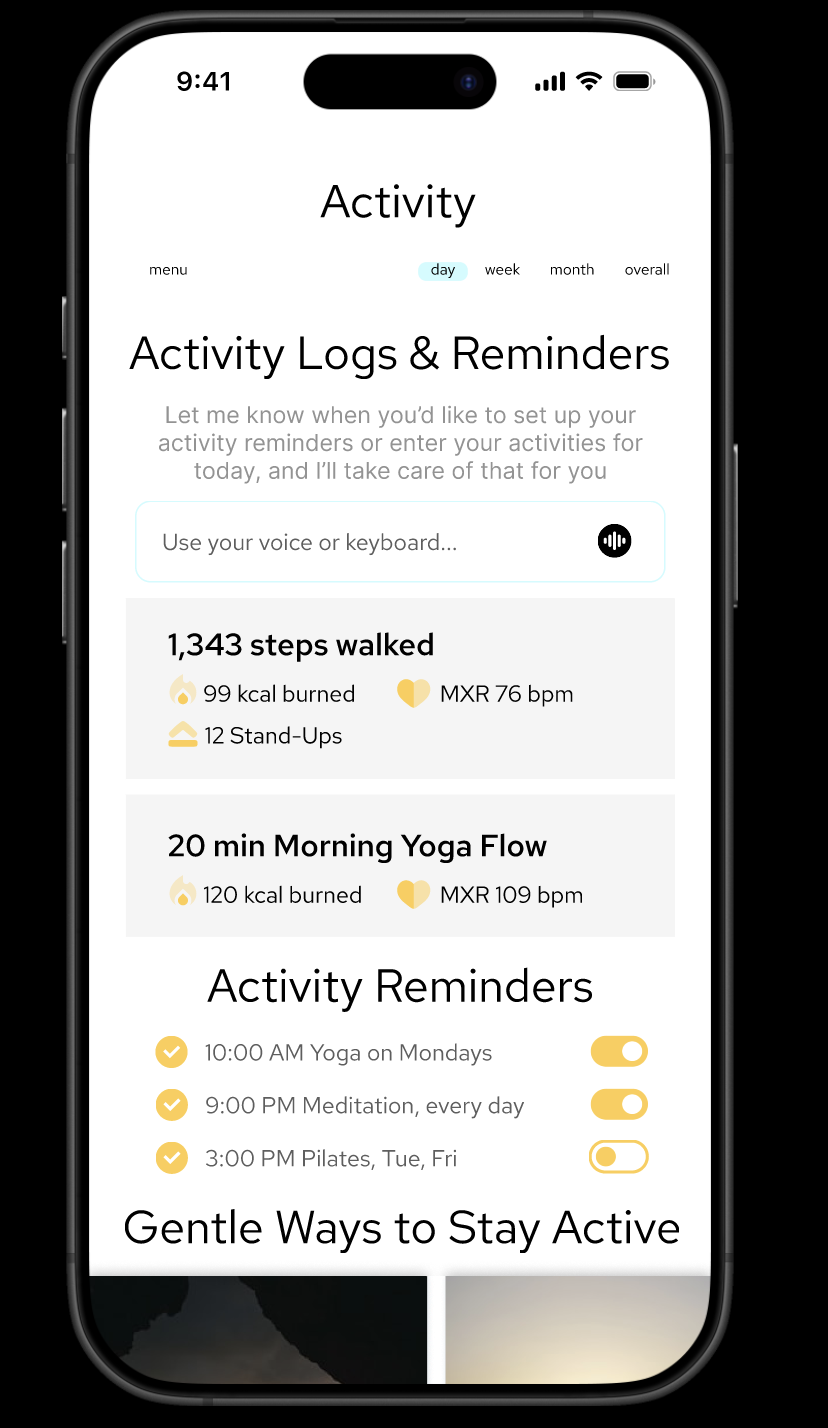 9:41
Activity
menu day week month overall
Activity Logs & Reminders
Let me know when you’d like to set up your
activity reminders or enter your activities for
today, and I’ll take care of that for you
Use your voice or keyboard...
1,343 steps walked
99 kcal burned MXR 76 bpm
12 Stand-Ups
20 min Morning Yoga Flow
120 kcal burned MXR 109 bpm
Activity Reminders
10:00 AM Yoga on Mondays
9:00 PM Meditation, every day
3:00 PM Pilates, Tue, Fri
Gentle Ways to Stay Active